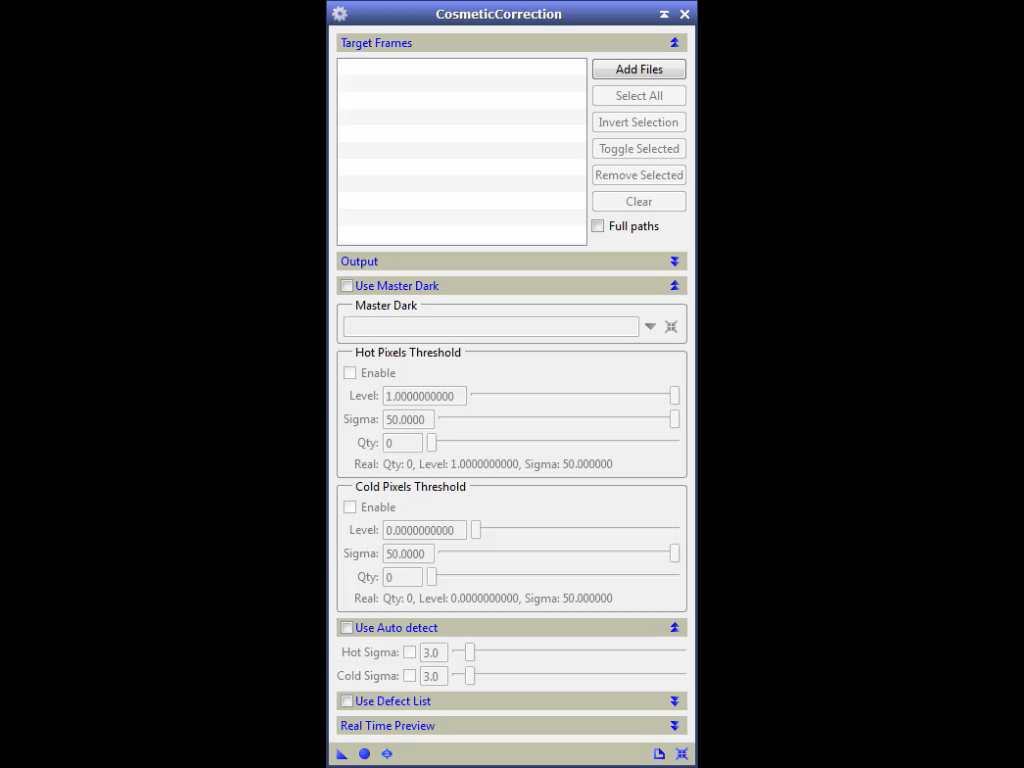 CosmeticCorrection
Target Frames
Add Files
Select All
Invert Selection
Toggle Selected
Remove Selected
Clear
Full paths
Output
Use Master Dark
Master Dark
Hot Pixels Threshold
Enable
Level: 1.0000000000
Sigma: 50.0000
Qty: 0
Real: Qty: 0, Level: 1.0000000000, Sigma: 50.000000
Cold Pixels Threshold
Enable
Level: 0.0000000000
Sigma: 50.0000
Qty: 0
Real: Qty: 0, Level: 0.0000000000, Sigma: 50.000000
Use Auto detect
Hot Sigma: 3.0
Cold Sigma: 3.0
Use Defect List
Real Time Preview